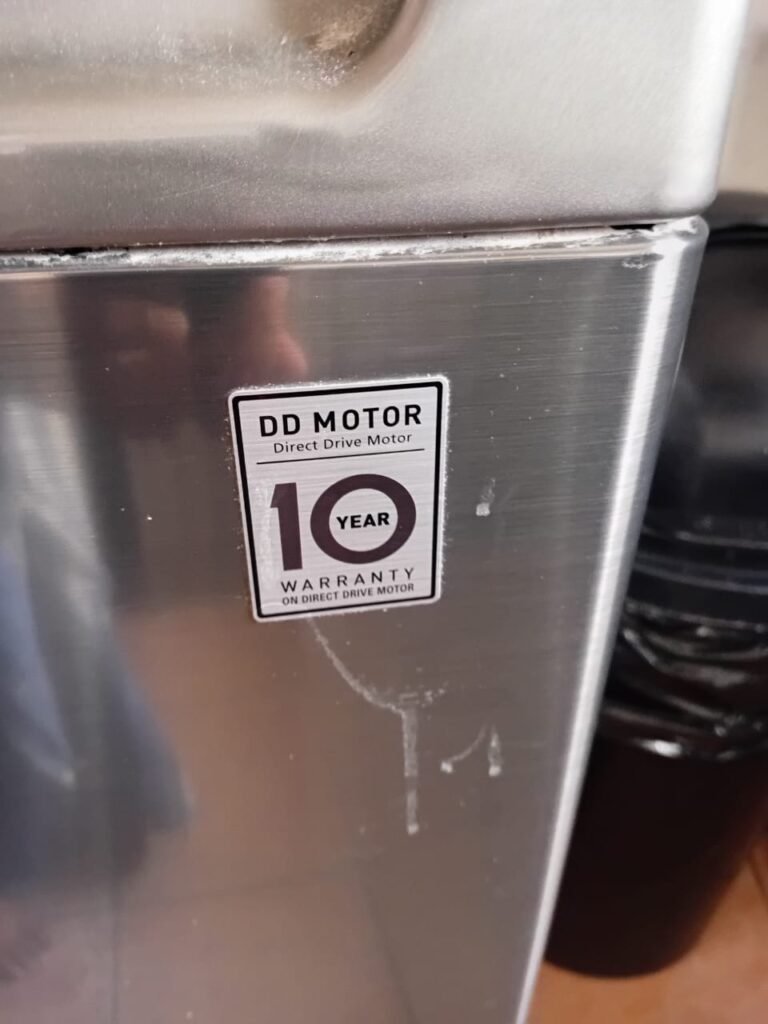 DD MOTOR
Direct Drive Motor
10 YEAR
WARRANTY
ON DIRECT DRIVE MOTOR